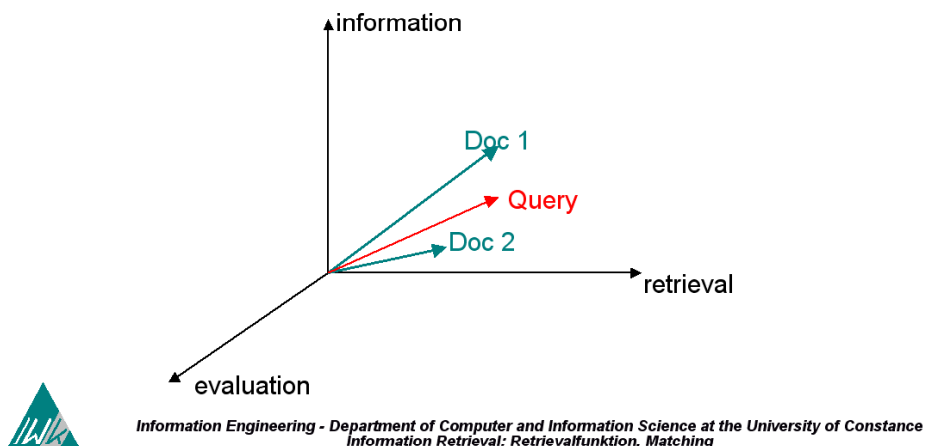 information
Doc 1
Query
Doc 2
retrieval
evaluation
IWK
Information Engineering - Department of Computer and Information Science at the University of Constance
Information Retrieval: Retrievalfunktion, Matching